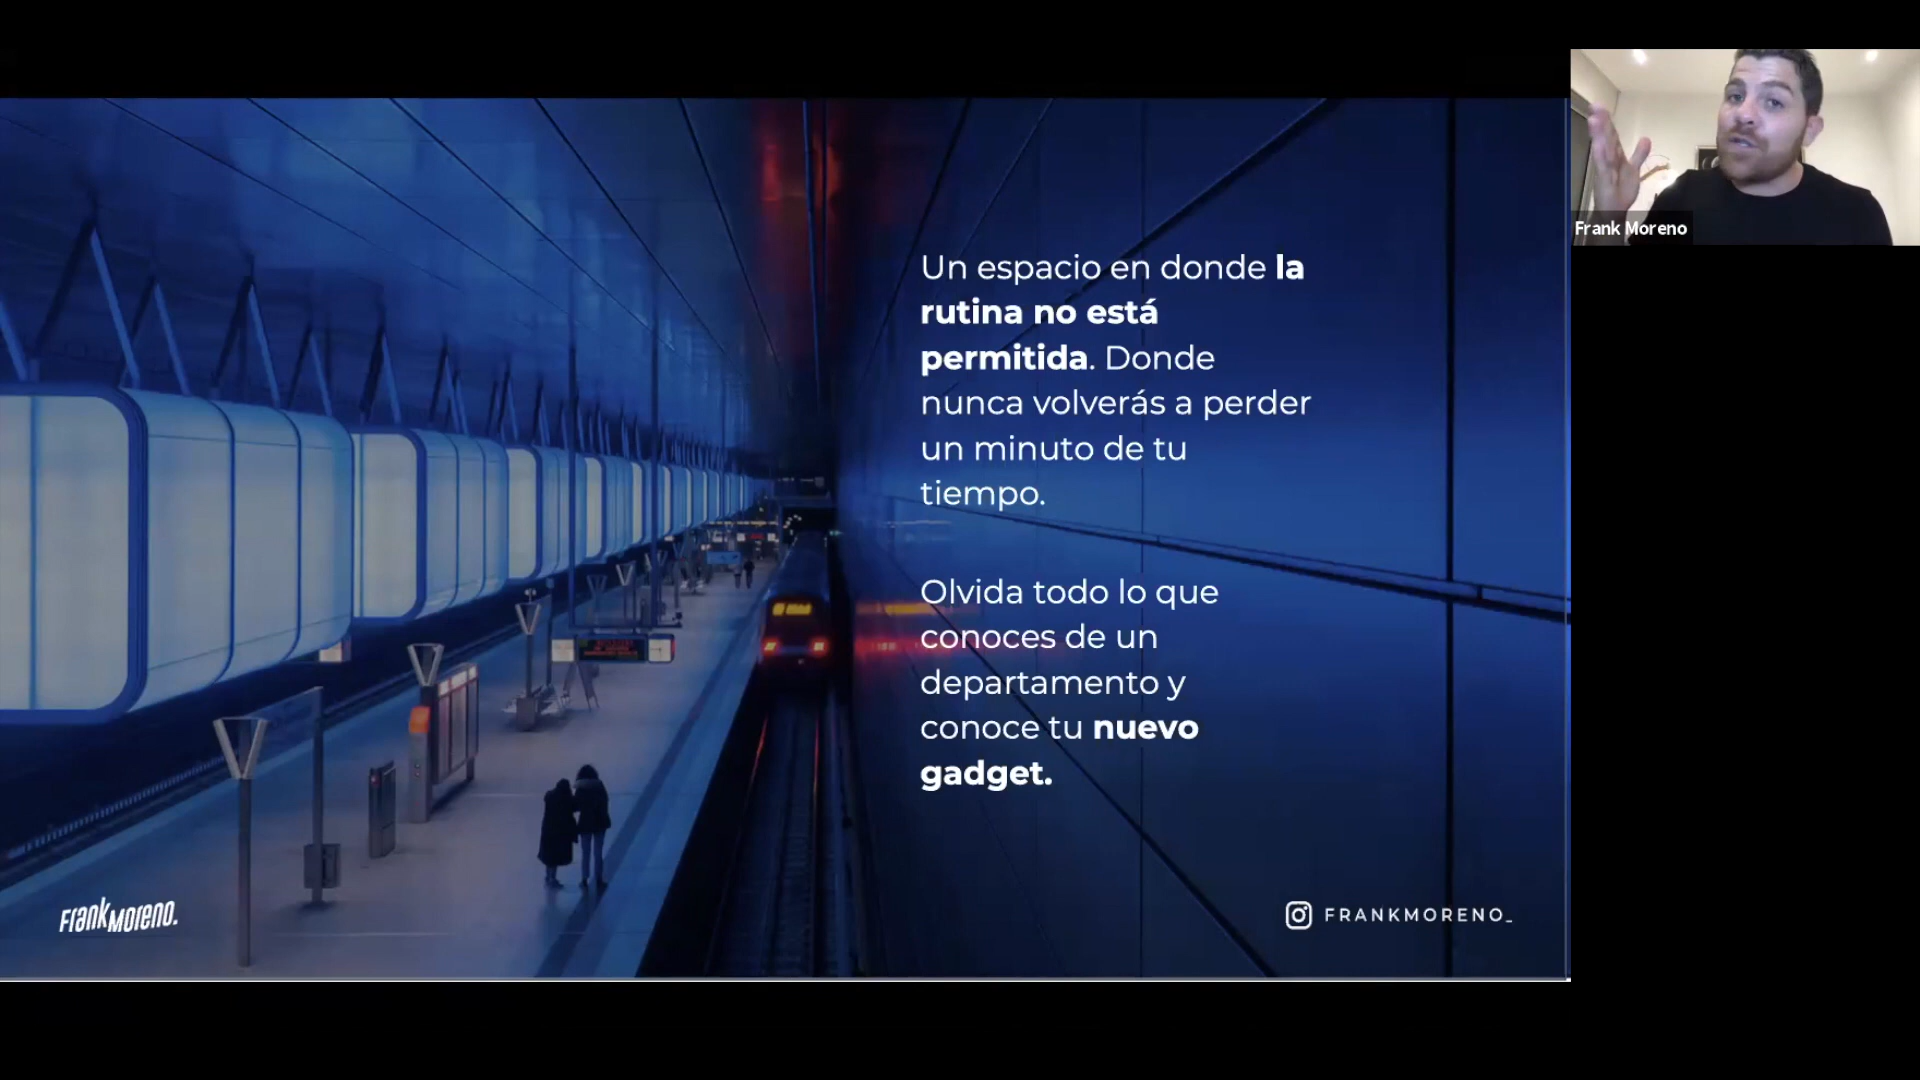 Frank Moreno
Un espacio en donde la
rutina no está
permitida. Donde
nunca volverás a perder
un minuto de tu
tiempo.
Olvida todo lo que
conoces de un
departamento y
conoce tu nuevo
gadget.
FrankMoreno.
FRANKMORENO_